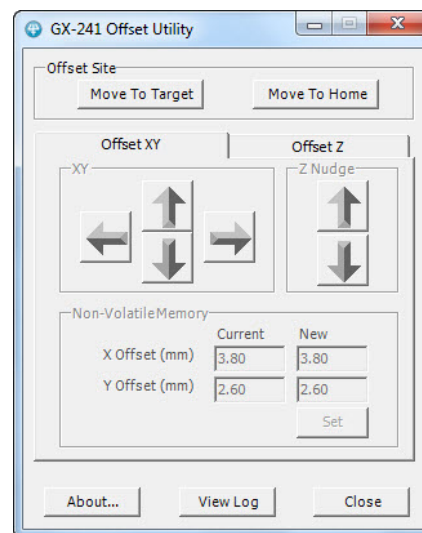 GX-241 Offset Utility
Offset Site
Move To Target Move To Home
Offset XY Offset Z
XY Z Nudge
Non-VolatileMemory
Current New
X Offset (mm) 3.80 3.80
Y Offset (mm) 2.60 2.60
Set
About... View Log Close